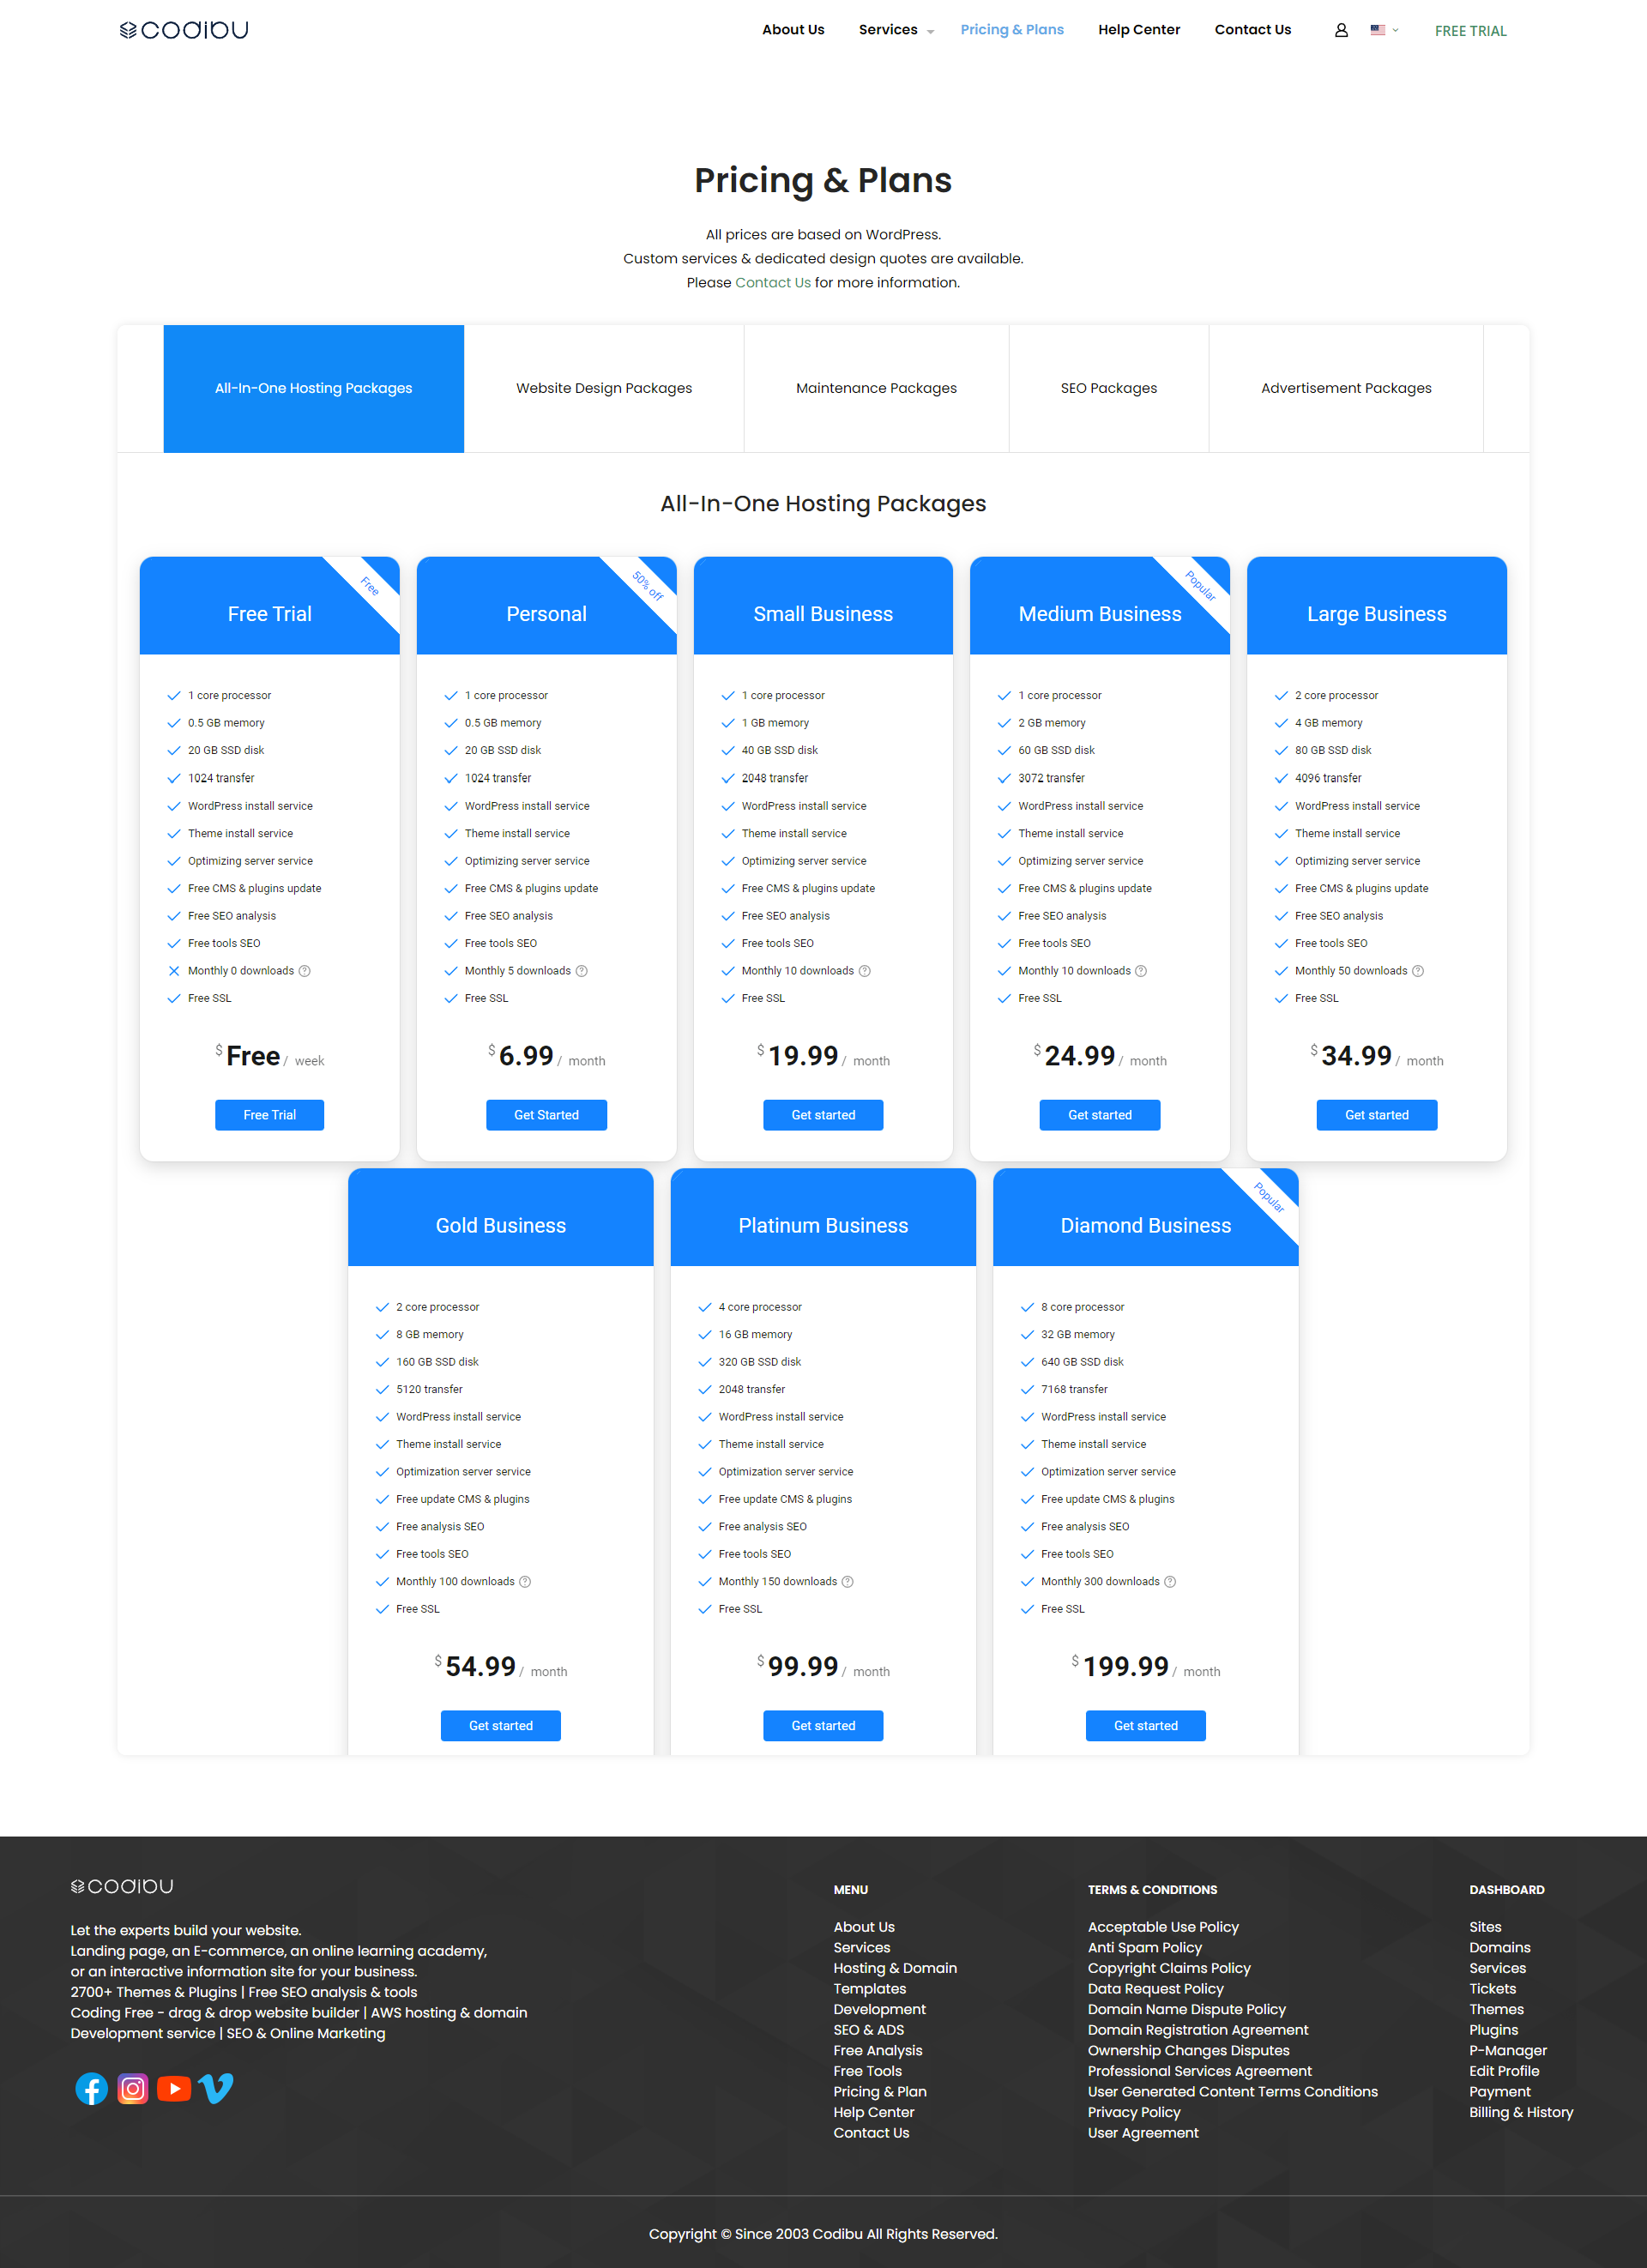 codibu
About Us Services Pricing & Plans Help Center Contact Us FREE TRIAL
Pricing & Plans
All prices are based on WordPress.
Custom services & dedicated design quotes are available.
Please Contact Us for more information.
All-In-One Hosting Packages Website Design Packages Maintenance Packages SEO Packages Advertisement Packages
All-In-One Hosting Packages
Free
Free Trial
1 core processor
0.5 GB memory
20 GB SSD disk
1024 transfer
WordPress install service
Theme install service
Optimizing server service
Free CMS & plugins update
Free SEO analysis
Free tools SEO
Monthly 0 downloads
Free SSL
$ Free / week
Free Trial
50% off
Personal
1 core processor
0.5 GB memory
20 GB SSD disk
1024 transfer
WordPress install service
Theme install service
Optimizing server service
Free CMS & plugins update
Free SEO analysis
Free tools SEO
Monthly 5 downloads
Free SSL
$ 6.99 / month
Get Started
Small Business
1 core processor
1 GB memory
40 GB SSD disk
2048 transfer
WordPress install service
Theme install service
Optimizing server service
Free CMS & plugins update
Free SEO analysis
Free tools SEO
Monthly 10 downloads
Free SSL
$ 19.99 / month
Get started
Popular
Medium Business
1 core processor
2 GB memory
60 GB SSD disk
3072 transfer
WordPress install service
Theme install service
Optimizing server service
Free CMS & plugins update
Free SEO analysis
Free tools SEO
Monthly 10 downloads
Free SSL
$ 24.99 / month
Get started
Large Business
2 core processor
4 GB memory
80 GB SSD disk
4096 transfer
WordPress install service
Theme install service
Optimizing server service
Free CMS & plugins update
Free SEO analysis
Free tools SEO
Monthly 50 downloads
Free SSL
$ 34.99 / month
Get started
Gold Business
2 core processor
8 GB memory
160 GB SSD disk
5120 transfer
WordPress install service
Theme install service
Optimization server service
Free update CMS & plugins
Free analysis SEO
Free tools SEO
Monthly 100 downloads
Free SSL
$ 54.99 / month
Get started
Platinum Business
4 core processor
16 GB memory
320 GB SSD disk
2048 transfer
WordPress install service
Theme install service
Optimization server service
Free update CMS & plugins
Free analysis SEO
Free tools SEO
Monthly 150 downloads
Free SSL
$ 99.99 / month
Get started
Popular
Diamond Business
8 core processor
32 GB memory
640 GB SSD disk
7168 transfer
WordPress install service
Theme install service
Optimization server service
Free update CMS & plugins
Free analysis SEO
Free tools SEO
Monthly 300 downloads
Free SSL
$ 199.99 / month
Get started
codibu
Let the experts build your website.
Landing page, an E-commerce, an online learning academy,
or an interactive information site for your business.
2700+ Themes & Plugins | Free SEO analysis & tools
Coding Free - drag & drop website builder | AWS hosting & domain
Development service | SEO & Online Marketing
MENU
About Us
Services
Hosting & Domain
Templates
Development
SEO & ADS
Free Analysis
Free Tools
Pricing & Plan
Help Center
Contact Us
TERMS & CONDITIONS
Acceptable Use Policy
Anti Spam Policy
Copyright Claims Policy
Data Request Policy
Domain Name Dispute Policy
Domain Registration Agreement
Ownership Changes Disputes
Professional Services Agreement
User Generated Content Terms Conditions
Privacy Policy
User Agreement
DASHBOARD
Sites
Domains
Services
Tickets
Themes
Plugins
P-Manager
Edit Profile
Payment
Billing & History
Copyright © Since 2003 Codibu All Rights Reserved.